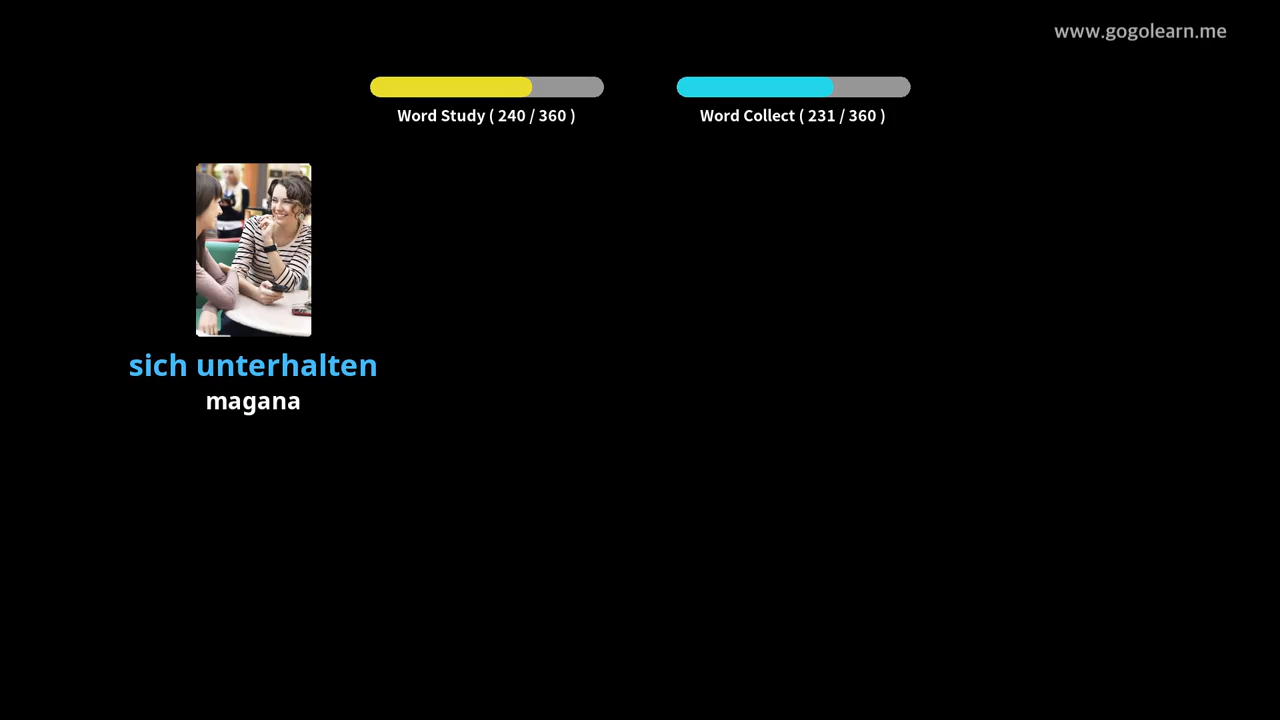 www.gogolearn.me
Word Study ( 240 / 360 )
Word Collect ( 231 / 360 )
sich unterhalten
magana